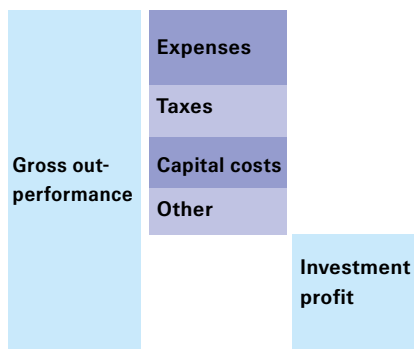 Gross out-
performance
Expenses
Taxes
Capital costs
Other
Investment
profit